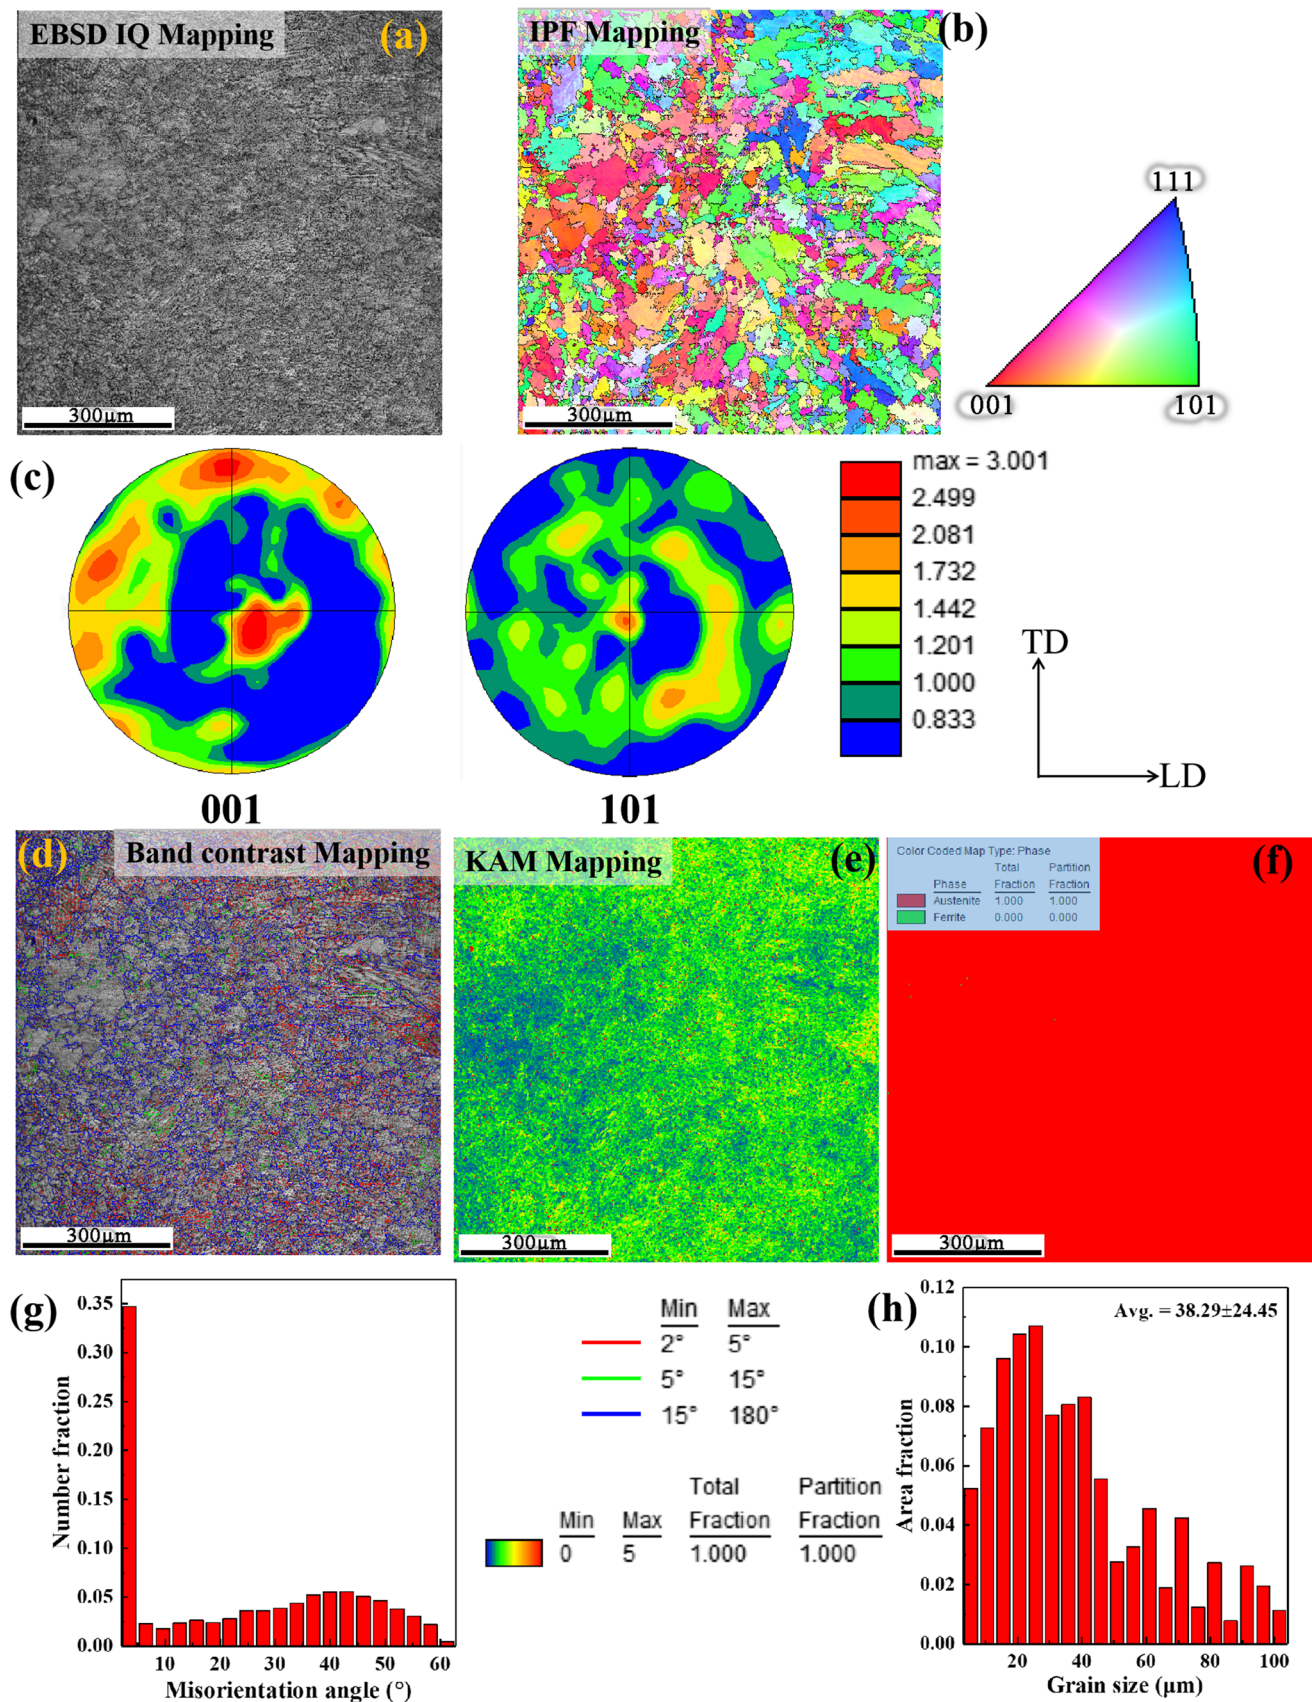 EBSD IQ Mapping
(a)
300µm
IPF Mapping
(b)
300µm
111
001
101
(c)
001
101
max = 3.001
2.499
2.081
1.732
1.442
1.201
1.000
0.833
TD
LD
(d)
Band contrast Mapping
300µm
KAM Mapping
(e)
300µm
(f)
Color Coded Map Type: Phase
Total Partition
Phase Fraction Fraction
Austenite 1.000 1.000
Ferrite 0.000 0.000
300µm
(g)
Number fraction
0.35
0.30
0.25
0.20
0.15
0.10
0.05
0.00
10 20 30 40 50 60
Misorientation angle (°)
Min Max
2° 5°
5° 15°
15° 180°
Total Partition
Min Max Fraction Fraction
0 5 1.000 1.000
(h)
Avg. = 38.29±24.45
Area fraction
0.12
0.10
0.08
0.06
0.04
0.02
0.00
20 40 60 80 100
Grain size (µm)